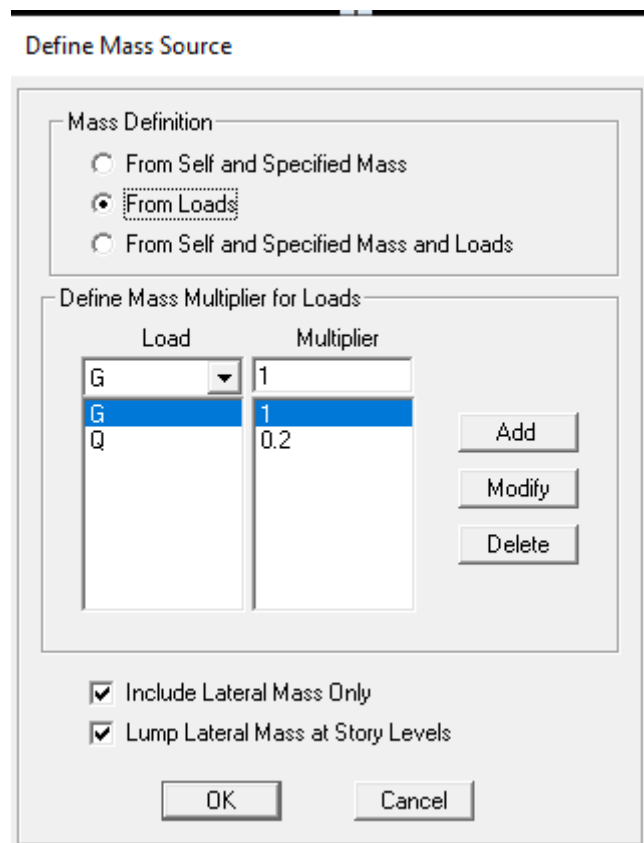 Define Mass Source
Mass Definition
From Self and Specified Mass
From Loads
From Self and Specified Mass and Loads
Define Mass Multiplier for Loads
Load Multiplier
G 1
G 1
Q 0.2
Add
Modify
Delete
Include Lateral Mass Only
Lump Lateral Mass at Story Levels
OK Cancel